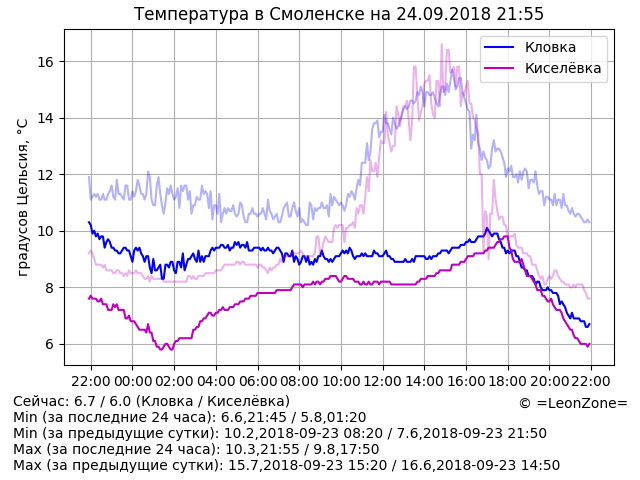 Температура в Смоленске на 24.09.2018 21:55
градусов Цельсия, °C
16
14
12
10
8
6
Кловка
Киселёвка
22:00 00:00 02:00 04:00 06:00 08:00 10:00 12:00 14:00 16:00 18:00 20:00 22:00
Сейчас: 6.7 / 6.0 (Кловка / Киселёвка)
© =LeonZone=
Min (за последние 24 часа): 6.6,21:45 / 5.8,01:20
Min (за предыдущие сутки): 10.2,2018-09-23 08:20 / 7.6,2018-09-23 21:50
Max (за последние 24 часа): 10.3,21:55 / 9.8,17:50
Max (за предыдущие сутки): 15.7,2018-09-23 15:20 / 16.6,2018-09-23 14:50